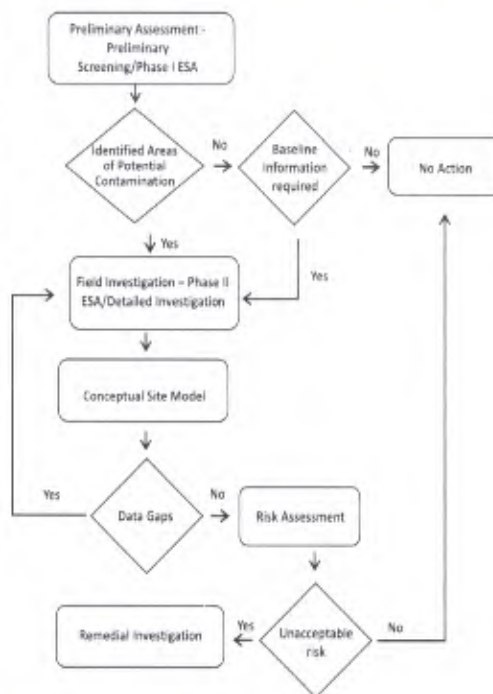 Preliminary Assessment -
Preliminary
Screening/Phase I ESA
Identified Areas
of Potential
Contamination
No
Baseline
Information
required
No
No Action
Yes
Yes
Field Investigation – Phase II
ESA/Detailed Investigation
Conceptual Site Model
Yes
Data Gaps
No
Risk Assessment
Remedial Investigation
Yes
Unacceptable
risk
No